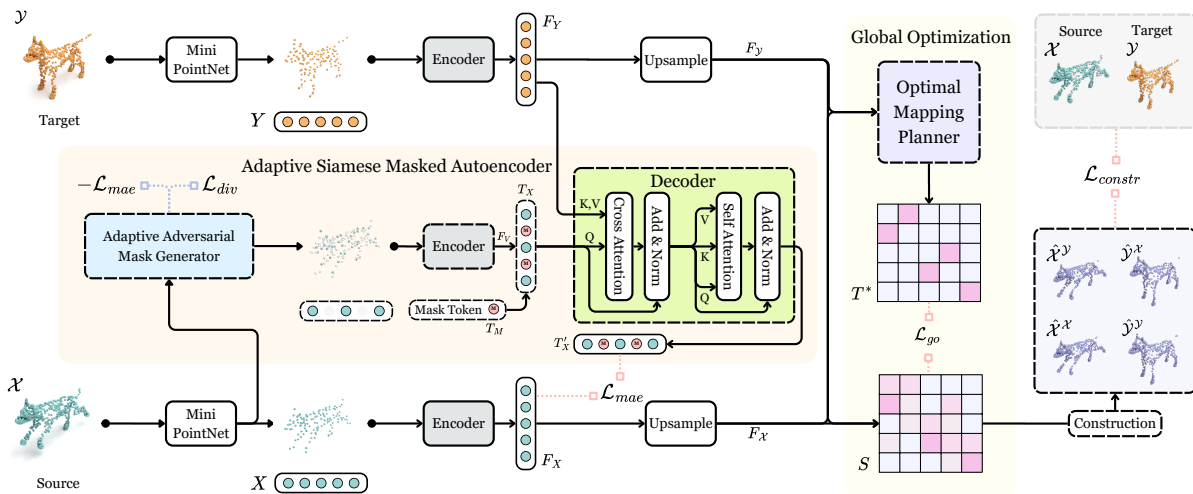 𝒴
Target
Mini
PointNet
Y
Encoder
F_Y
Upsample
F_𝒴
Global Optimization
Optimal
Mapping
Planner
Source
Target
𝒳
𝒴
Adaptive Siamese Masked Autoencoder
−ℒ_mae
ℒ_div
Adaptive Adversarial
Mask Generator
Encoder
F_V
T_X
M
M
Mask Token M
T_M
Decoder
K,V
Q
Cross Attention
Add & Norm
V
K
Q
Self Attention
Add & Norm
T′_X
M
M
ℒ_mae
T*
ℒ_go
S
ℒ_constr
𝒳̂^𝒴
𝒴̂^𝒳
𝒳̂^𝒳
𝒴̂^𝒴
Construction
𝒳
Source
Mini
PointNet
X
Encoder
F_X
Upsample
F_𝒳